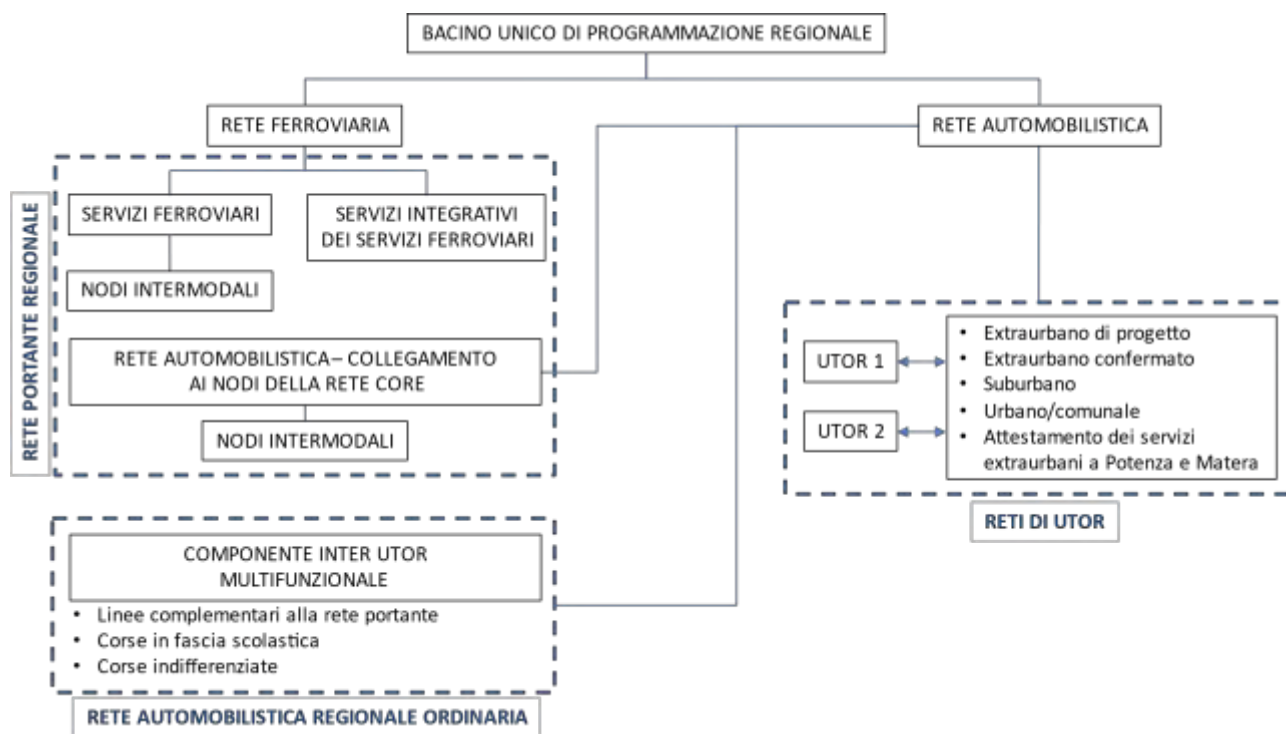 BACINO UNICO DI PROGRAMMAZIONE REGIONALE
RETE FERROVIARIA
RETE AUTOMOBILISTICA
RETE PORTANTE REGIONALE
SERVIZI FERROVIARI
SERVIZI INTEGRATIVI
DEI SERVIZI FERROVIARI
NODI INTERMODALI
RETE AUTOMOBILISTICA – COLLEGAMENTO
AI NODI DELLA RETE CORE
NODI INTERMODALI
UTOR 1
UTOR 2
• Extraurbano di progetto
• Extraurbano confermato
• Suburbano
• Urbano/comunale
• Attestamento dei servizi
extraurbani a Potenza e Matera
RETI DI UTOR
COMPONENTE INTER UTOR
MULTIFUNZIONALE
• Linee complementari alla rete portante
• Corse in fascia scolastica
• Corse indifferenziate
RETE AUTOMOBILISTICA REGIONALE ORDINARIA